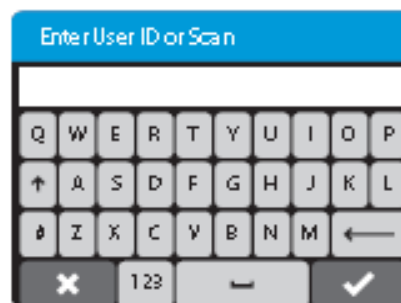 Enter User ID or Scan
Q W E R T Y U I O P
↑ A S D F G H J K L
Z X C V B N M ←
123